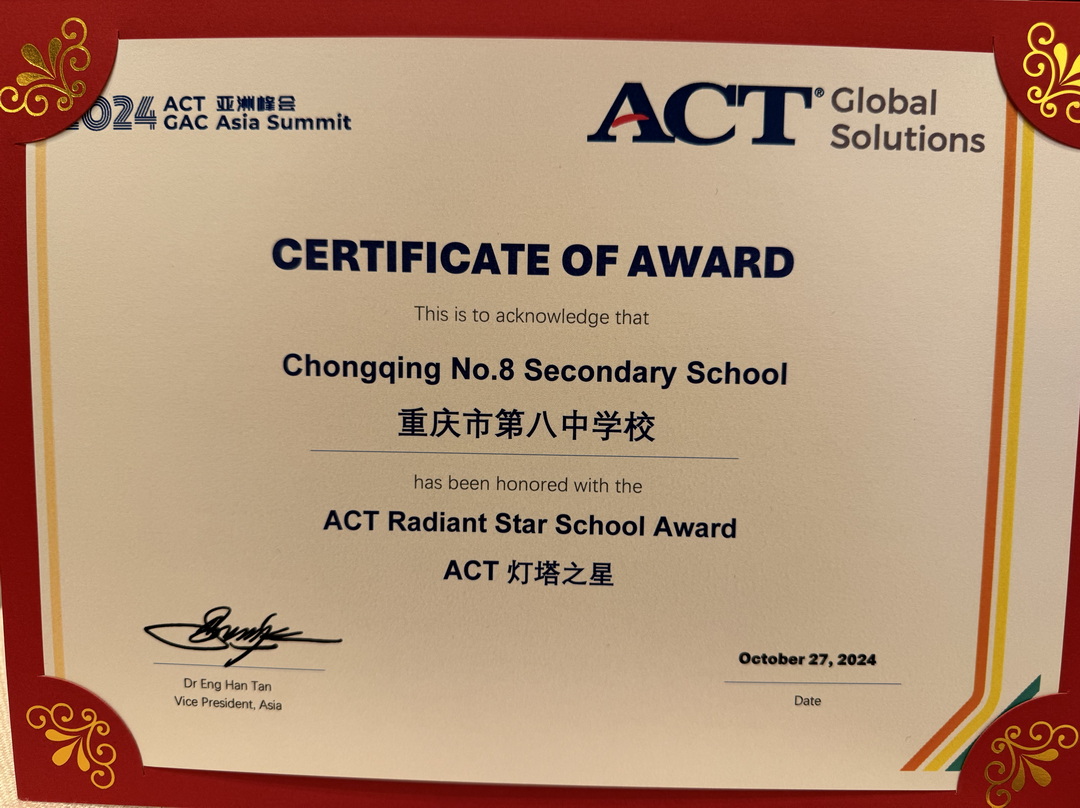 2024 ACT 亚洲峰会
GAC Asia Summit
ACT® Global
Solutions
CERTIFICATE OF AWARD
This is to acknowledge that
Chongqing No.8 Secondary School
重庆市第八中学校
has been honored with the
ACT Radiant Star School Award
ACT 灯塔之星
October 27, 2024
Dr Eng Han Tan
Vice President, Asia
Date